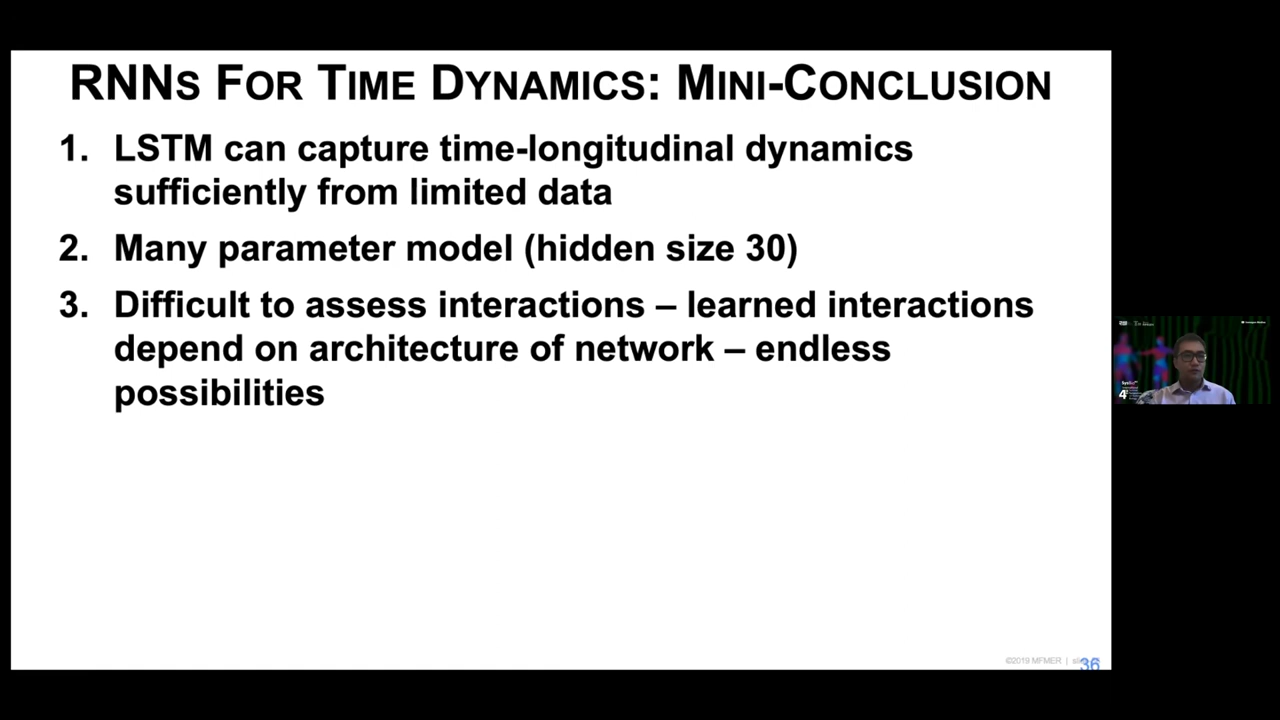 RNNs For Time Dynamics: Mini-Conclusion
1. LSTM can capture time-longitudinal dynamics
sufficiently from limited data
2. Many parameter model (hidden size 30)
3. Difficult to assess interactions – learned interactions
depend on architecture of network – endless
possibilities
©2019 MFMER |
36
4